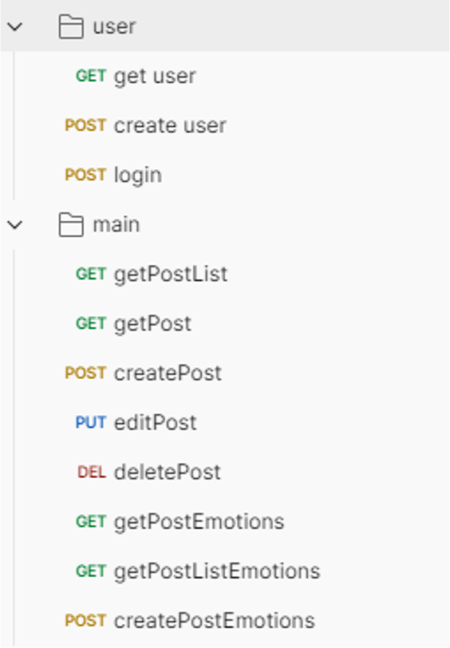 user
GET get user
POST create user
POST login
main
GET getPostList
GET getPost
POST createPost
PUT editPost
DEL deletePost
GET getPostEmotions
GET getPostListEmotions
POST createPostEmotions